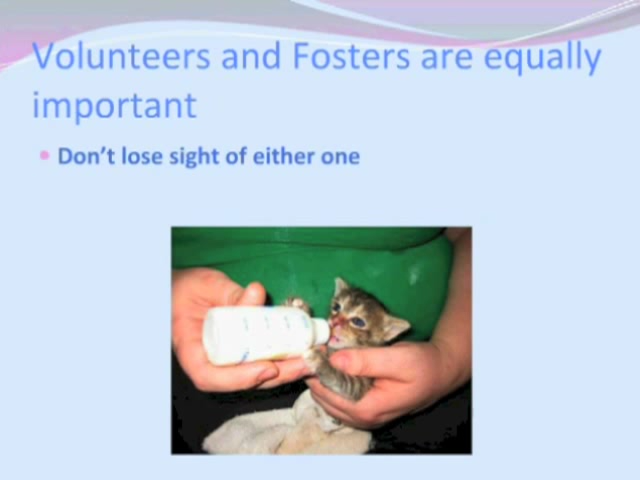 Volunteers and Fosters are equally
important
• Don't lose sight of either one